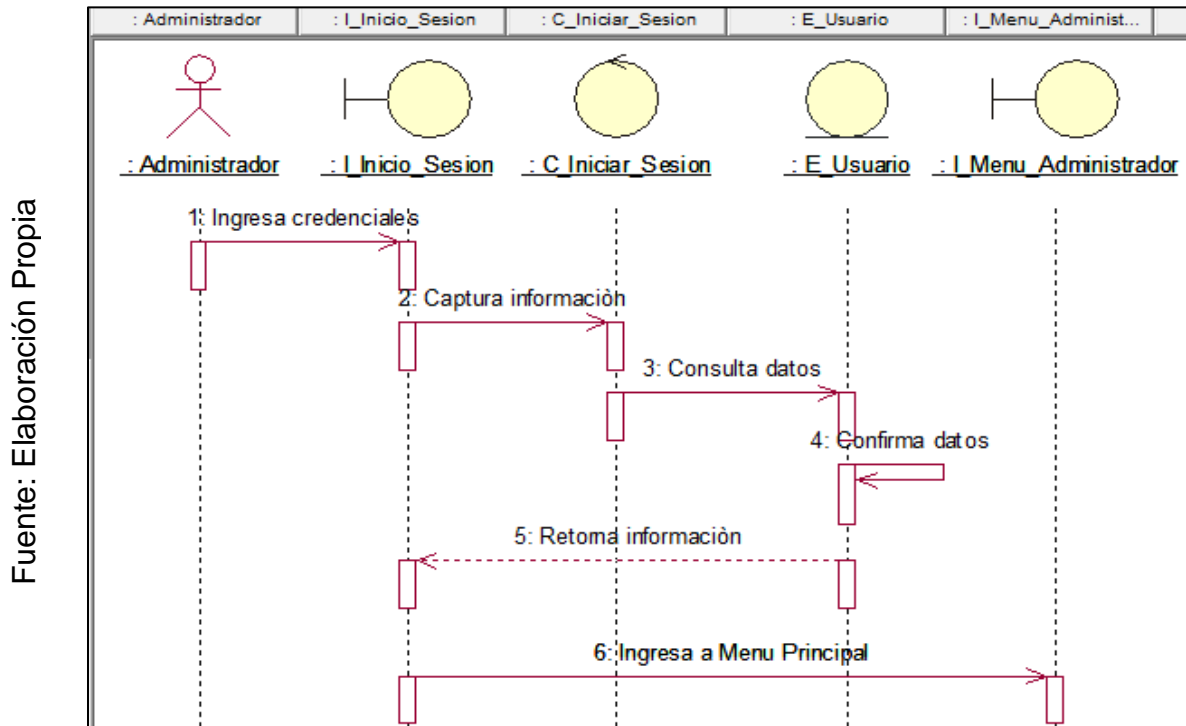 Fuente: Elaboración Propia
: Administrador
: I_Inicio_Sesion
: C_Iniciar_Sesion
: E_Usuario
: I_Menu_Administ...
: Administrador
: I_Inicio_Sesion
: C_Iniciar_Sesion
: E_Usuario
: I_Menu_Administrador
1: Ingresa credenciales
2: Captura informaciòn
3: Consulta datos
4: Confirma datos
5: Retorna informaciòn
6: Ingresa a Menu Principal